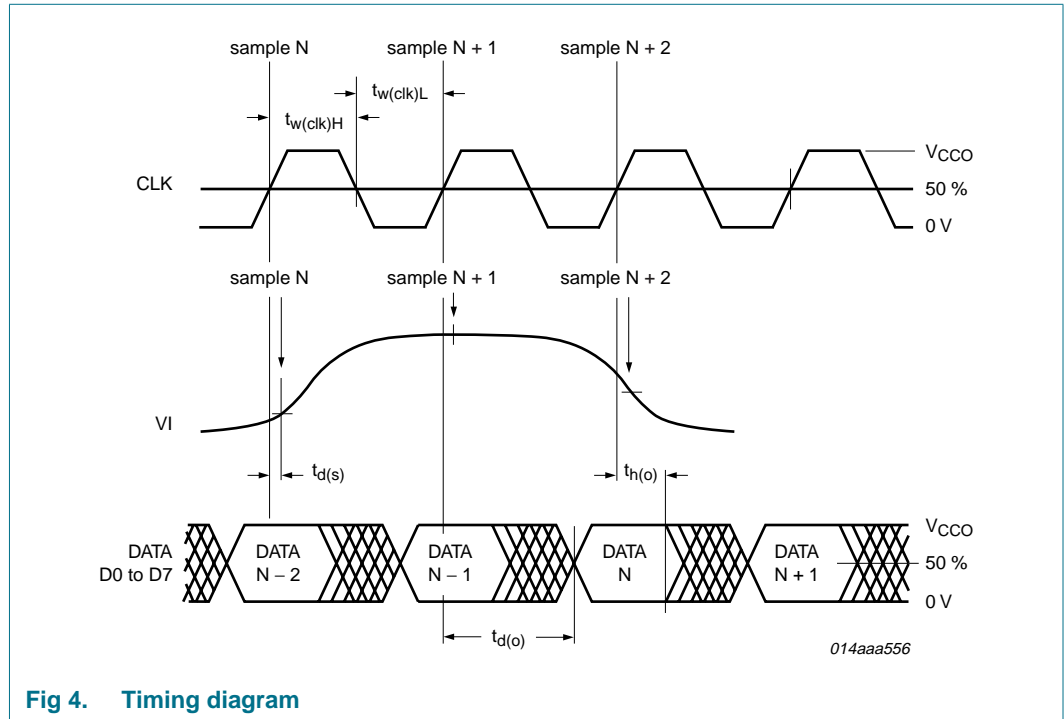 sample N sample N + 1 sample N + 2
tw(clk)L
tw(clk)H
VCCO
CLK
50 %
0 V
sample N sample N + 1 sample N + 2
VI
td(s)
th(o)
VCCO
DATA
D0 to D7
DATA
N − 2
DATA
N − 1
DATA
N
DATA
N + 1
50 %
0 V
td(o)
014aaa556
Fig 4. Timing diagram